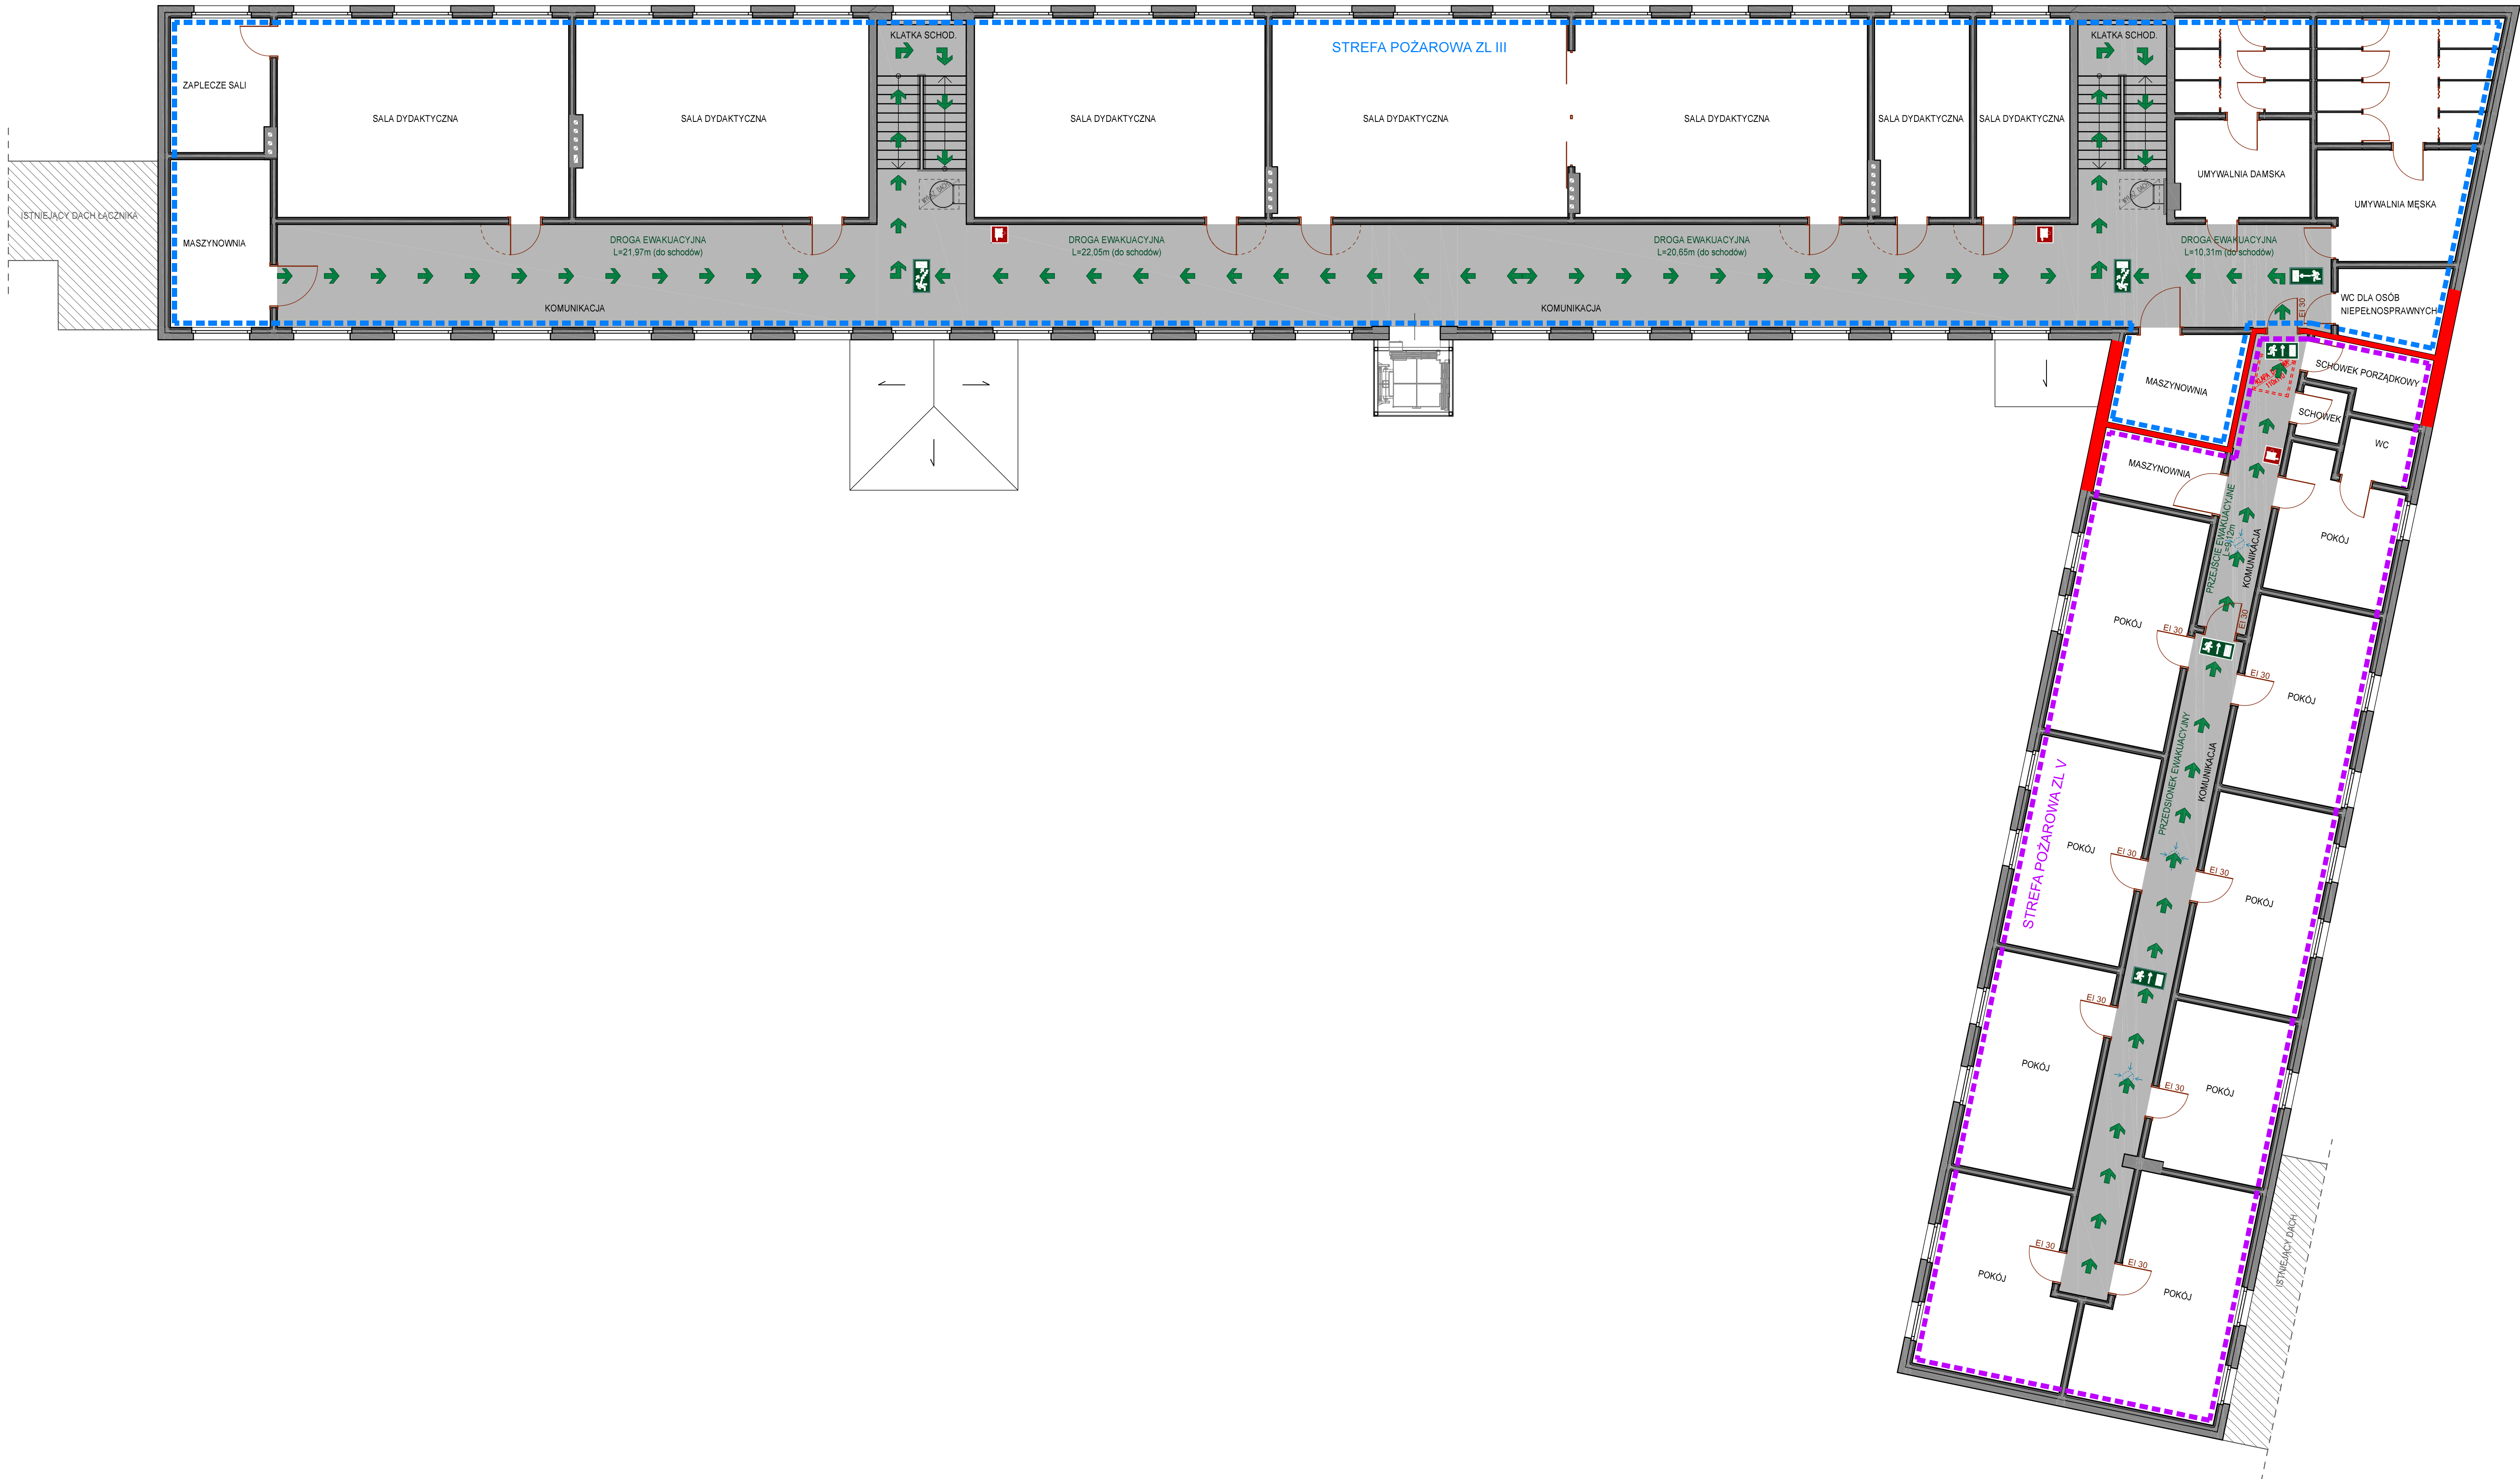 KLATKA SCHOD.
STREFA POŻAROWA ZL III
KLATKA SCHOD.
ZAPLECZE SALI
SALA DYDAKTYCZNA
SALA DYDAKTYCZNA
SALA DYDAKTYCZNA
SALA DYDAKTYCZNA
SALA DYDAKTYCZNA
SALA DYDAKTYCZNA
SALA DYDAKTYCZNA
UMYWALNIA DAMSKA
UMYWALNIA MĘSKA
ISTNIEJĄCY DACH ŁĄCZNIKA
MASZYNOWNIA
DROGA EWAKUACYJNA
L=21,97m (do schodów)
DROGA EWAKUACYJNA
L=22,05m (do schodów)
DROGA EWAKUACYJNA
L=20,65m (do schodów)
DROGA EWAKUACYJNA
L=10,31m (do schodów)
KOMUNIKACJA
KOMUNIKACJA
EI 30
WC DLA OSÓB
NIEPEŁNOSPRAWNYCH
MASZYNOWNIA
SCHOWEK PORZĄDKOWY
SCHOWEK
WC
MASZYNOWNIA
PRZEJŚCIE EWAKUACYJNE
L=9,12m
KOMUNIKACJA
POKÓJ
POKÓJ
EI 30
EI 30
EI 30
POKÓJ
PRZEDSIONEK EWAKUACYJNY
KOMUNIKACJA
STREFA POŻAROWA ZL V
POKÓJ
EI 30
EI 30
POKÓJ
EI 30
POKÓJ
EI 30
POKÓJ
EI 30
POKÓJ
EI 30
POKÓJ
ISTNIEJĄCY DACH